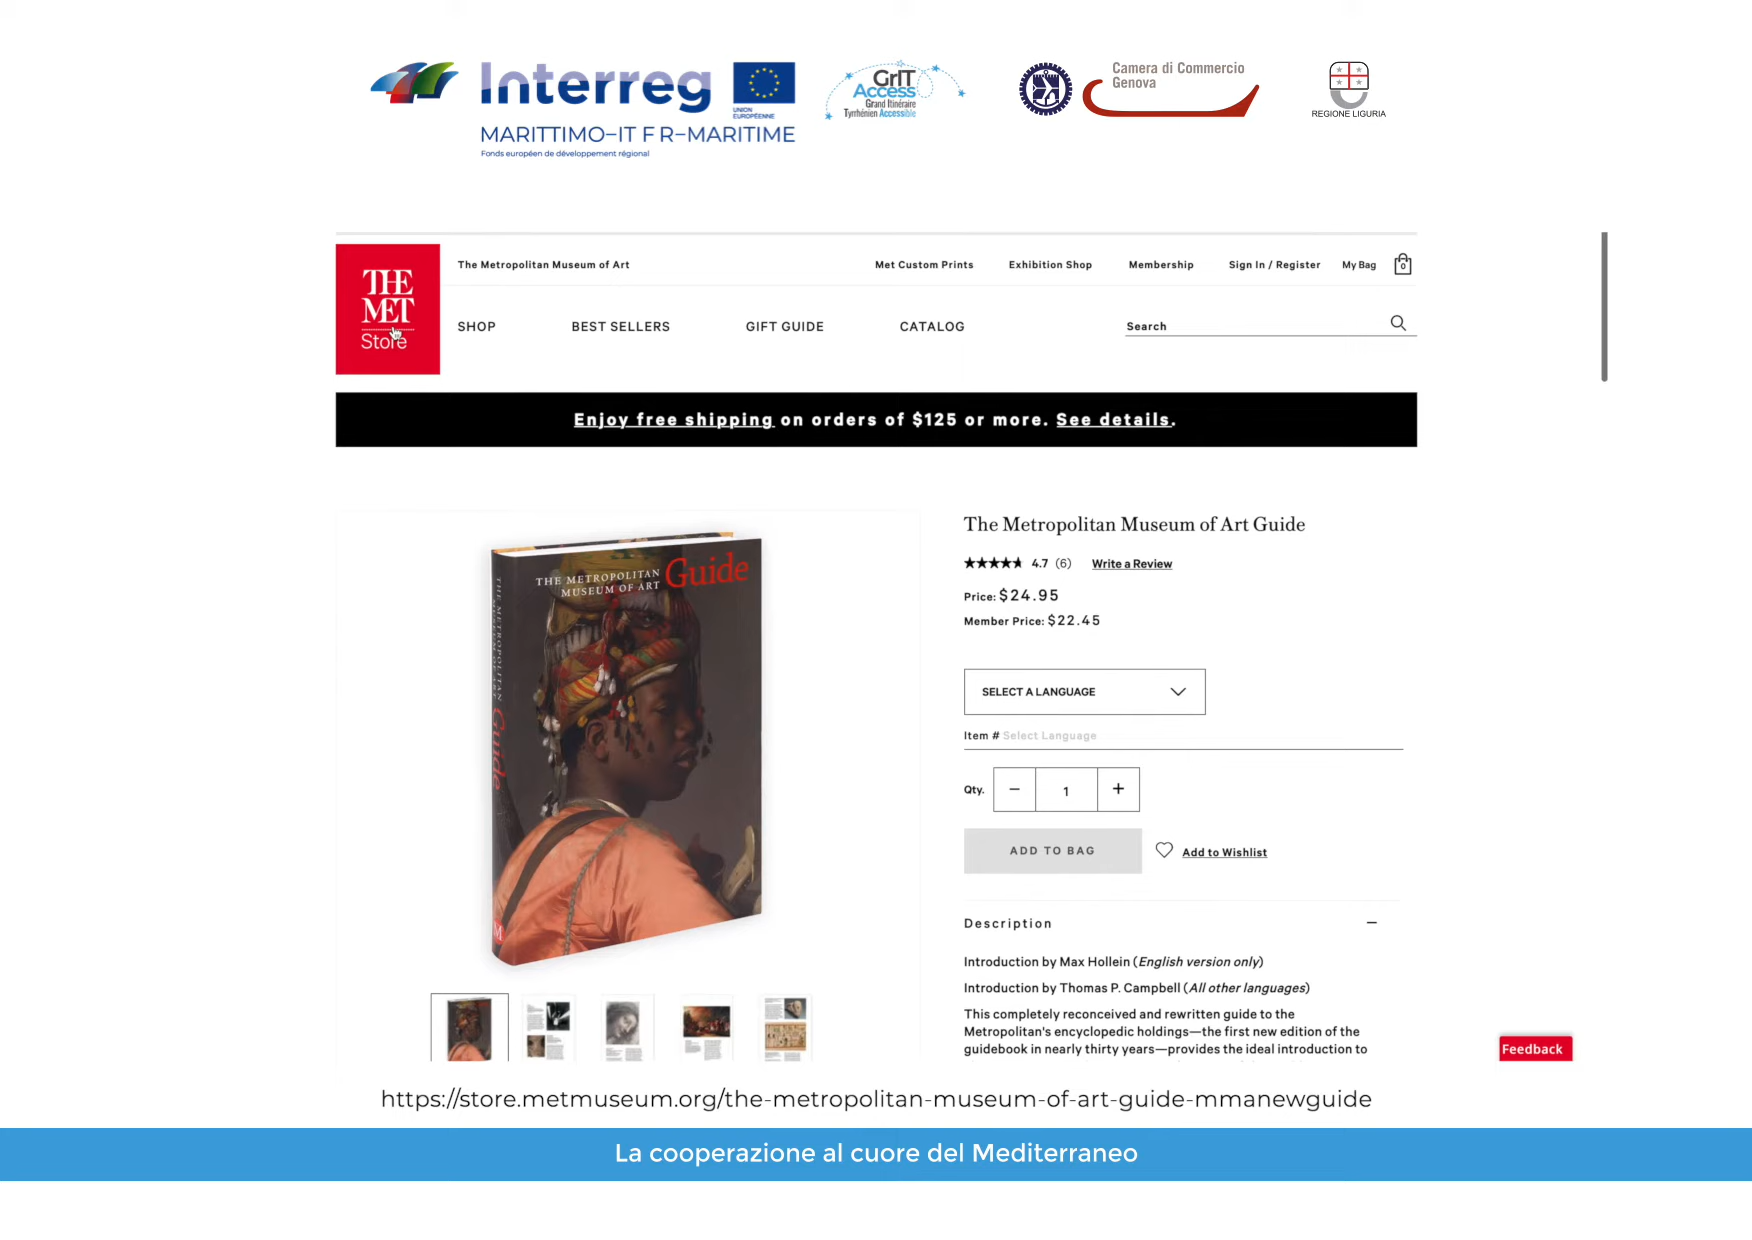 Interreg
UNION
EUROPÉENNE
MARITTIMO-IT FR-MARITIME
Fonds européen de développement régional
GrIT
Access
Grand Itinéraire
Tyrrhénien Accessible
Camera di Commercio
Genova
REGIONE LIGURIA
THE
MET
Store
The Metropolitan Museum of Art
Met Custom Prints
Exhibition Shop
Membership
Sign In / Register
My Bag
0
SHOP
BEST SELLERS
GIFT GUIDE
CATALOG
Search
Enjoy free shipping on orders of $125 or more. See details.
THE METROPOLITAN
MUSEUM OF ART
Guide
THE METROPOLITAN
MUSEUM OF ART
Guide
M
The Metropolitan Museum of Art Guide
4.7 (6) Write a Review
Price: $24.95
Member Price: $22.45
SELECT A LANGUAGE
Item # Select Language
Qty. − 1 +
ADD TO BAG
Add to Wishlist
Description −
Introduction by Max Hollein (English version only)
Introduction by Thomas P. Campbell (All other languages)
This completely reconceived and rewritten guide to the
Metropolitan's encyclopedic holdings—the first new edition of the
guidebook in nearly thirty years—provides the ideal introduction to
Feedback
https://store.metmuseum.org/the-metropolitan-museum-of-art-guide-mmanewguide
La cooperazione al cuore del Mediterraneo